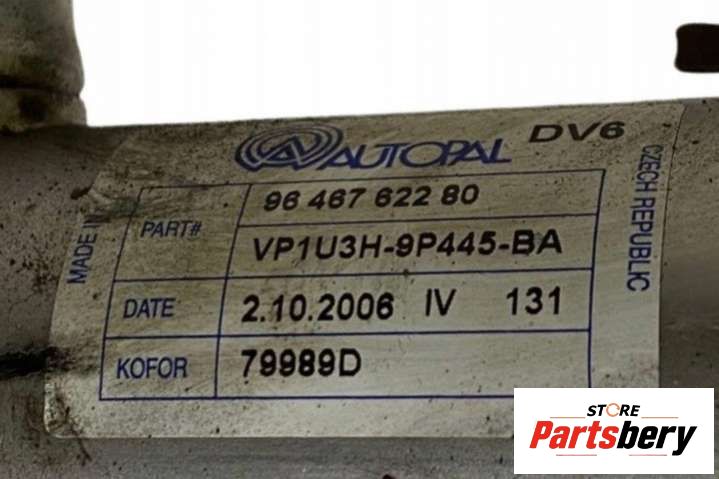 AUTOPAL DV6
MADE IN
CZECH REPUBLIC
PART# 96 467 622 80
VP1U3H-9P445-BA
DATE 2.10.2006 IV 131
KOFOR 79989D
STORE
Partsbery